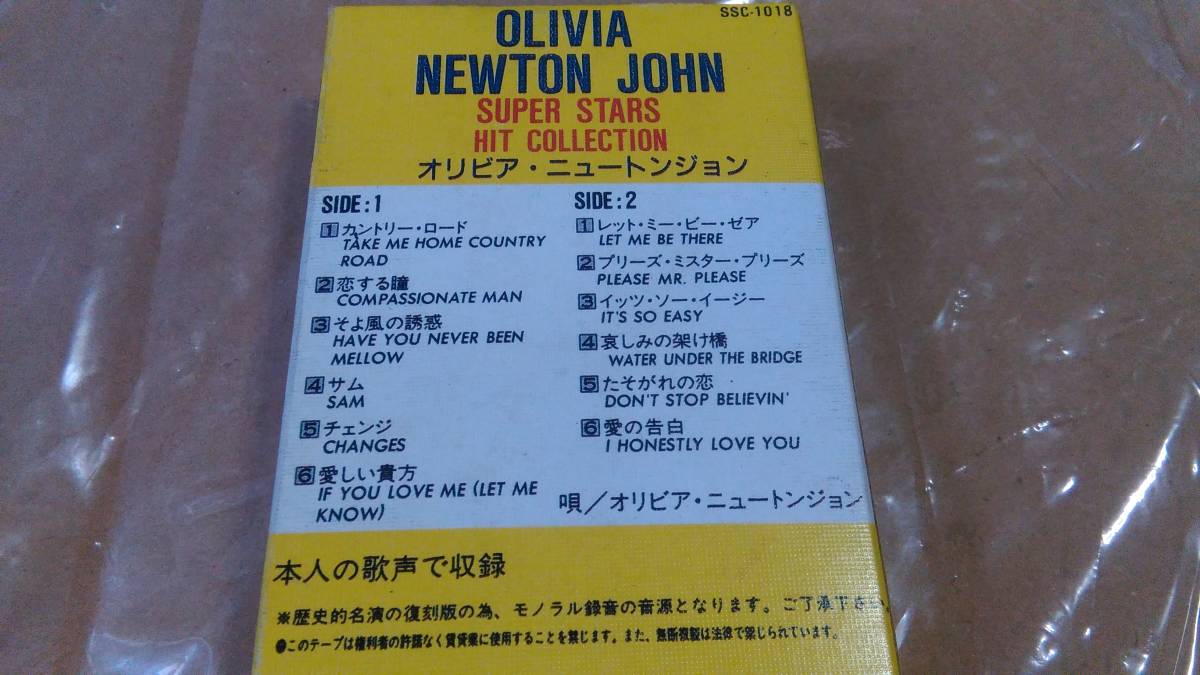 SSC-1018
OLIVIA
NEWTON JOHN
SUPER STARS
HIT COLLECTION
オリビア・ニュートンジョン
SIDE:1
1 カントリー・ロード
TAKE ME HOME COUNTRY
ROAD
2 恋する瞳
COMPASSIONATE MAN
3 そよ風の誘惑
HAVE YOU NEVER BEEN
MELLOW
4 サム
SAM
5 チェンジ
CHANGES
6 愛しい貴方
IF YOU LOVE ME (LET ME
KNOW)
SIDE:2
1 レット・ミー・ビー・ゼア
LET ME BE THERE
2 プリーズ・ミスター・プリーズ
PLEASE MR. PLEASE
3 イッツ・ソー・イージー
IT'S SO EASY
4 哀しみの架け橋
WATER UNDER THE BRIDGE
5 たそがれの恋
DON'T STOP BELIEVIN'
6 愛の告白
I HONESTLY LOVE YOU
唄/オリビア・ニュートンジョン
本人の歌声で収録
※歴史的名演の復刻版の為、モノラル録音の音源となります。ご了承下さい
●このテープは権利者の許諾なく賃貸業に使用することを禁じます。また、無断複製は法律で禁じられています。